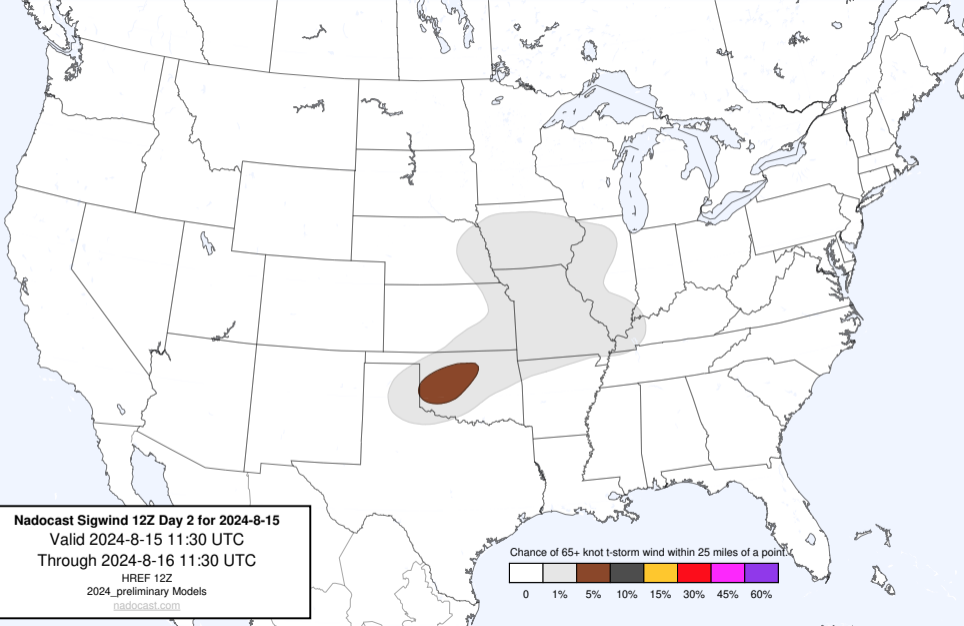 Nadocast Sigwind 12Z Day 2 for 2024-8-15
Valid 2024-8-15 11:30 UTC
Through 2024-8-16 11:30 UTC
HREF 12Z
2024_preliminary Models
nadocast.com
Chance of 65+ knot t-storm wind within 25 miles of a point.
0 1% 5% 10% 15% 30% 45% 60%